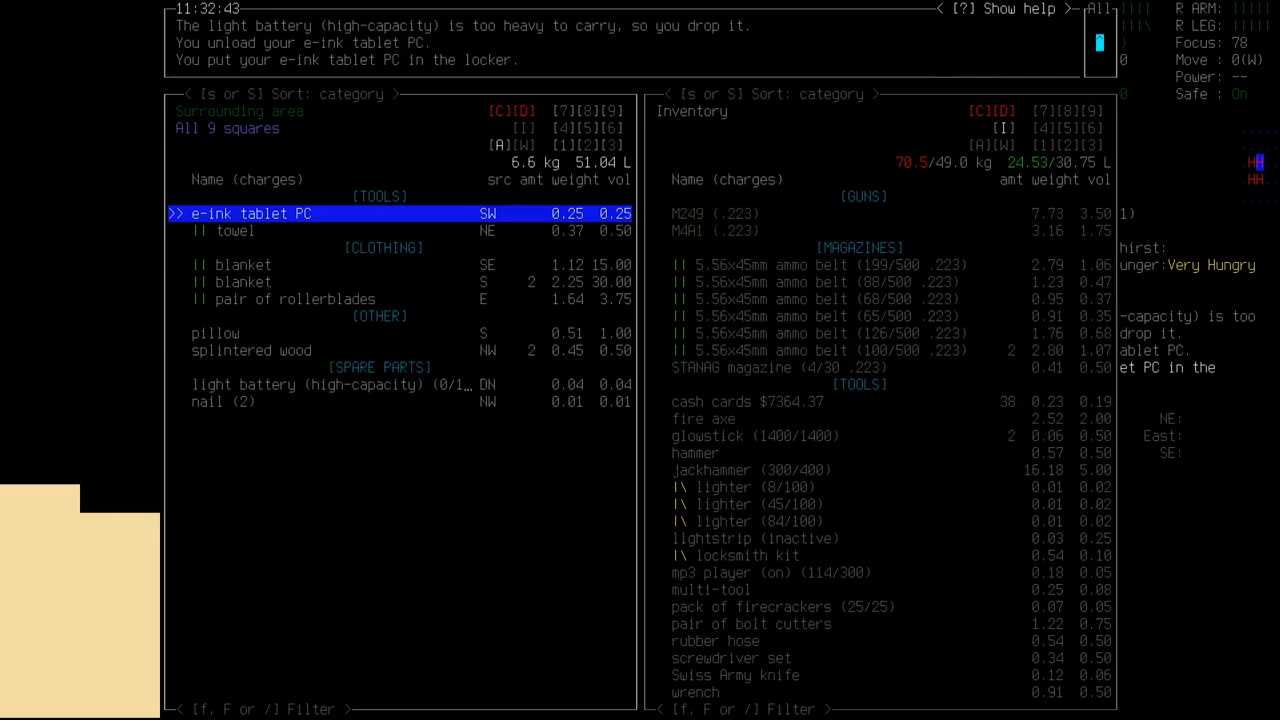 11:32:43 < [?] Show help > All
The light battery (high-capacity) is too heavy to carry, so you drop it.
You unload your e-ink tablet PC.
You put your e-ink tablet PC in the locker.
R ARM:
R LEG:
Focus: 78
0 Move : 0(W)
Power: --
0 Safe : On
< [s or S] Sort: category >
Surrounding area [C][D] [7][8][9]
All 9 squares [I] [4][5][6]
[A][W] [1][2][3]
6.6 kg 51.04 L
Name (charges) src amt weight vol
[TOOLS]
>> e-ink tablet PC SW 0.25 0.25
|| towel NE 0.37 0.50
[CLOTHING]
|| blanket SE 1.12 15.00
|| blanket S 2 2.25 30.00
|| pair of rollerblades E 1.64 3.75
[OTHER]
pillow S 0.51 1.00
splintered wood NW 2 0.45 0.50
[SPARE PARTS]
light battery (high-capacity) (0/1… DN 0.04 0.04
nail (2) NW 0.01 0.01
< [f, F or /] Filter >
< [s or S] Sort: category >
Inventory [C][D] [7][8][9]
[I] [4][5][6]
[A][W] [1][2][3]
70.5/49.0 kg 24.53/30.75 L
Name (charges) amt weight vol
[GUNS]
M249 (.223) 7.73 3.50
M4A1 (.223) 3.16 1.75
[MAGAZINES]
|| 5.56x45mm ammo belt (199/500 .223) 2.79 1.06
|| 5.56x45mm ammo belt (88/500 .223) 1.23 0.47
|| 5.56x45mm ammo belt (68/500 .223) 0.95 0.37
|| 5.56x45mm ammo belt (65/500 .223) 0.91 0.35
|| 5.56x45mm ammo belt (126/500 .223) 1.76 0.68
|| 5.56x45mm ammo belt (100/500 .223) 2 2.80 1.07
STANAG magazine (4/30 .223) 0.41 0.50
[TOOLS]
cash cards $7364.37 38 0.23 0.19
fire axe 2.52 2.00
glowstick (1400/1400) 2 0.06 0.50
hammer 0.57 0.50
jackhammer (300/400) 16.18 5.00
|\ lighter (8/100) 0.01 0.02
|\ lighter (45/100) 0.01 0.02
|\ lighter (84/100) 0.01 0.02
lightstrip (inactive) 0.03 0.25
|\ locksmith kit 0.54 0.10
mp3 player (on) (114/300) 0.18 0.05
multi-tool 0.25 0.08
pack of firecrackers (25/25) 0.07 0.05
pair of bolt cutters 1.22 0.75
rubber hose 0.54 0.50
screwdriver set 0.34 0.50
Swiss Army knife 0.12 0.06
wrench 0.91 0.50
< [f, F or /] Filter >
HH
HH
1)
hirst:
unger:Very Hungry
-capacity) is too
drop it.
ablet PC.
et PC in the
NE:
East:
SE: